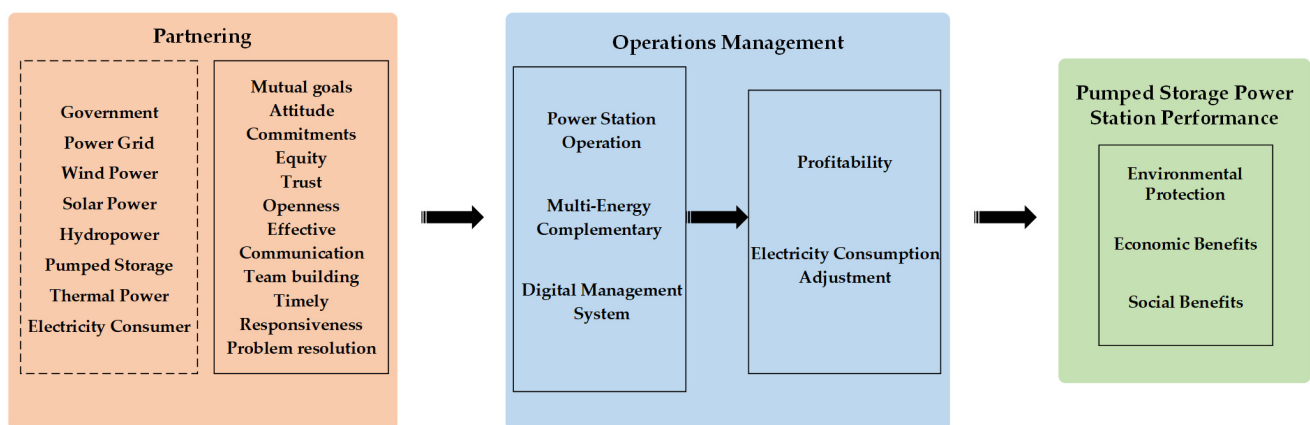 Partnering
Government
Power Grid
Wind Power
Solar Power
Hydropower
Pumped Storage
Thermal Power
Electricity Consumer
Mutual goals
Attitude
Commitments
Equity
Trust
Openness
Effective
Communication
Team building
Timely
Responsiveness
Problem resolution
Operations Management
Power Station
Operation
Multi-Energy
Complementary
Digital Management
System
Profitability
Electricity Consumption
Adjustment
Pumped Storage Power
Station Performance
Environmental
Protection
Economic Benefits
Social Benefits